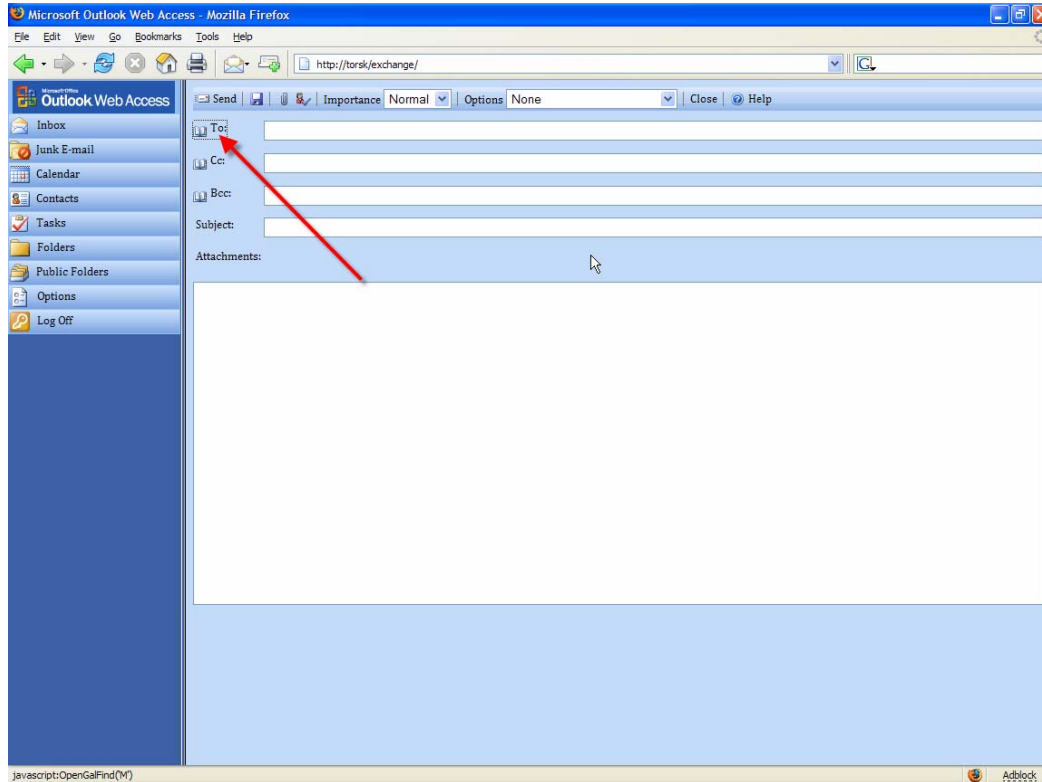 Microsoft Outlook Web Access - Mozilla Firefox
File Edit View Go Bookmarks Tools Help
http://torsk/exchange/ G
Microsoft Office
Outlook Web Access
Send Importance Normal Options None Close Help
Inbox
Junk E-mail
Calendar
Contacts
Tasks
Folders
Public Folders
Options
Log Off
To:
Cc:
Bcc:
Subject:
Attachments:
javascript:OpenGalFind('M') Adblock